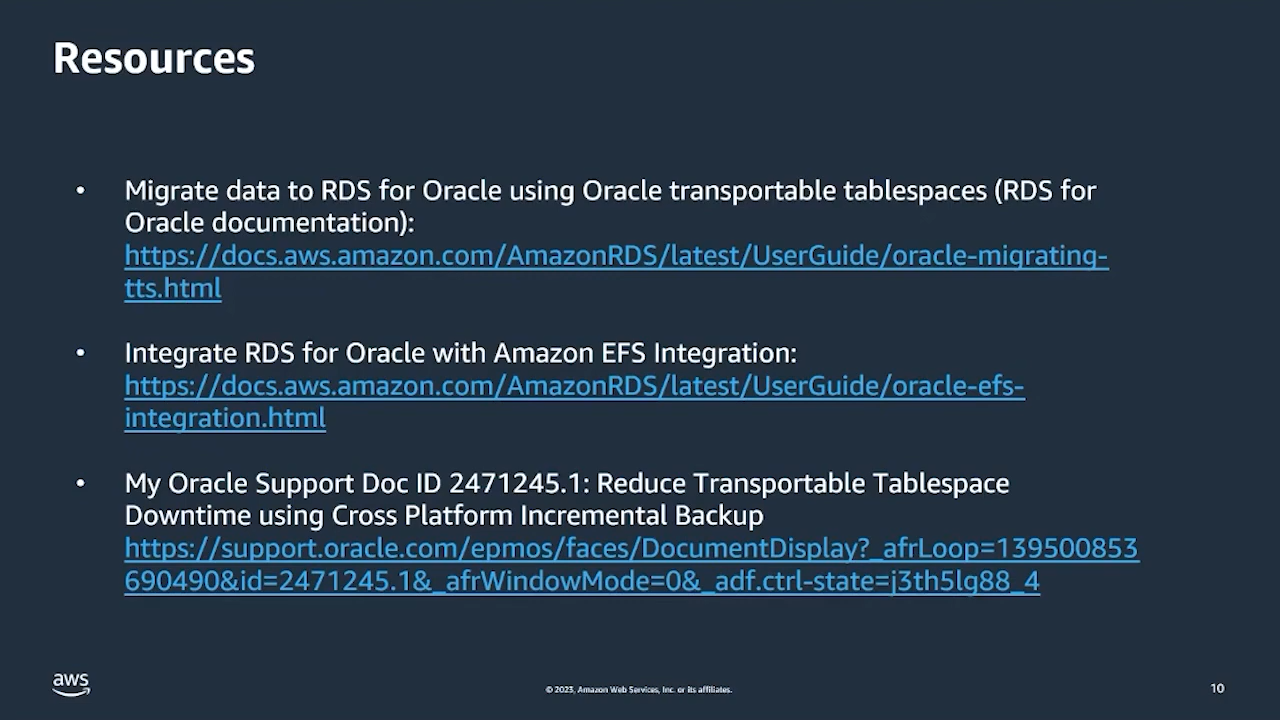 Resources
• Migrate data to RDS for Oracle using Oracle transportable tablespaces (RDS for
Oracle documentation):
https://docs.aws.amazon.com/AmazonRDS/latest/UserGuide/oracle-migrating-
tts.html
• Integrate RDS for Oracle with Amazon EFS Integration:
https://docs.aws.amazon.com/AmazonRDS/latest/UserGuide/oracle-efs-
integration.html
• My Oracle Support Doc ID 2471245.1: Reduce Transportable Tablespace
Downtime using Cross Platform Incremental Backup
https://support.oracle.com/epmos/faces/DocumentDisplay?_afrLoop=139500853
690490&id=2471245.1&_afrWindowMode=0&_adf.ctrl-state=j3th5lg88_4
aws
© 2023, Amazon Web Services, Inc. or its affiliates.
10